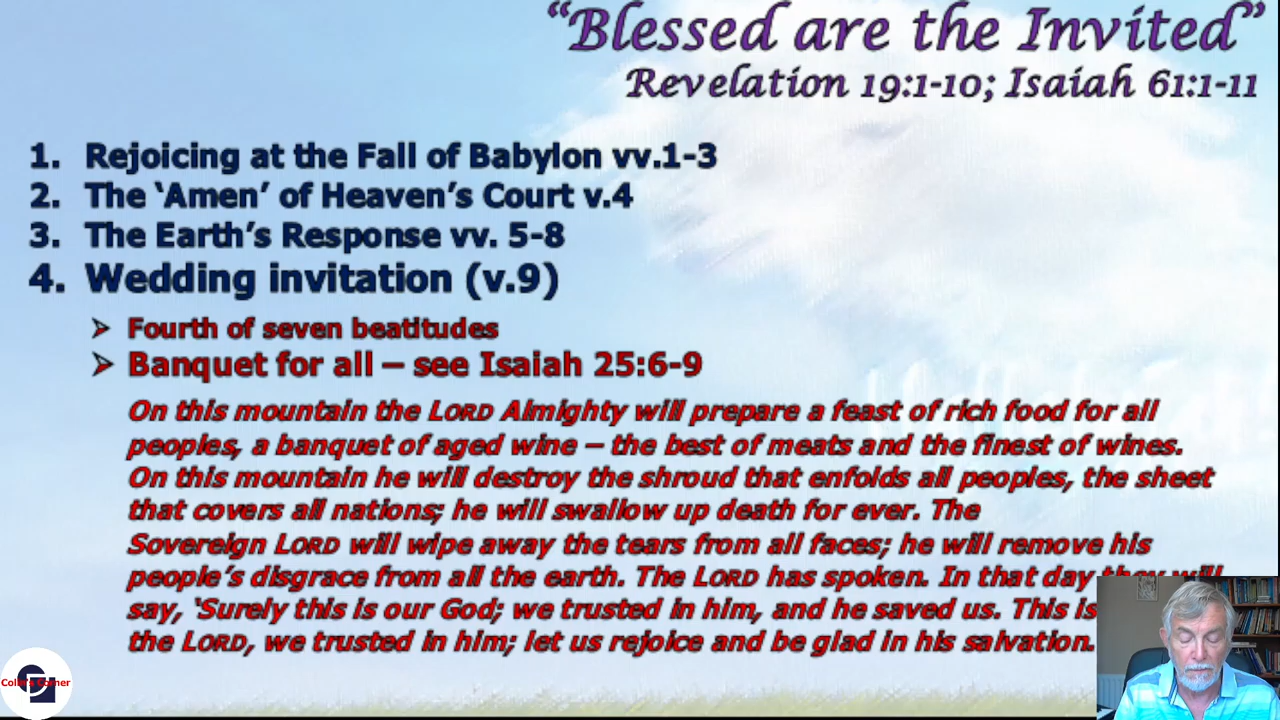 “Blessed are the Invited”
Revelation 19:1-10; Isaiah 61:1-11
1. Rejoicing at the Fall of Babylon vv.1-3
2. The ‘Amen’ of Heaven’s Court v.4
3. The Earth’s Response vv. 5-8
4. Wedding invitation (v.9)
➢ Fourth of seven beatitudes
➢ Banquet for all – see Isaiah 25:6-9
On this mountain the LORD Almighty will prepare a feast of rich food for all
peoples, a banquet of aged wine – the best of meats and the finest of wines.
On this mountain he will destroy the shroud that enfolds all peoples, the sheet
that covers all nations; he will swallow up death for ever. The
Sovereign LORD will wipe away the tears from all faces; he will remove his
people’s disgrace from all the earth. The LORD has spoken. In that day they will
say, ‘Surely this is our God; we trusted in him, and he saved us. This is
the LORD, we trusted in him; let us rejoice and be glad in his salvation.